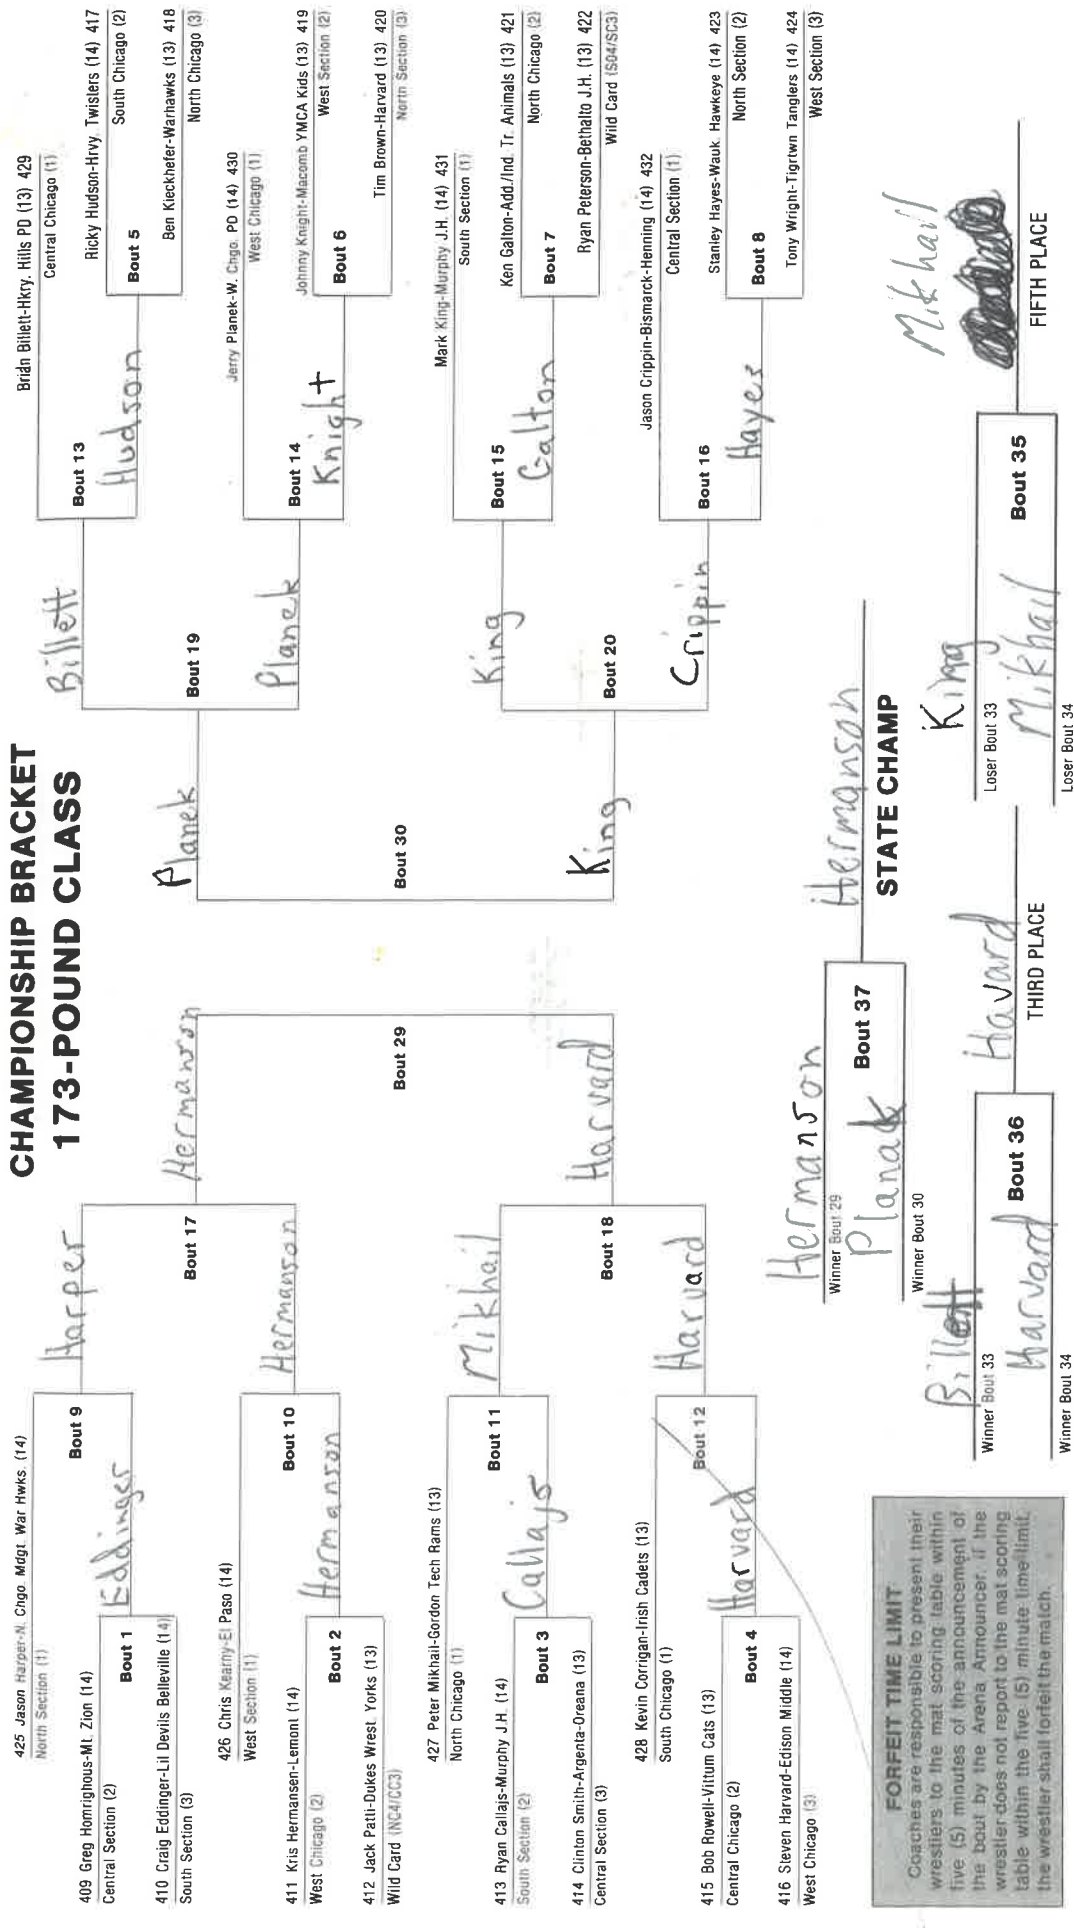 CHAMPIONSHIP BRACKET
173-POUND CLASS
425 Jason Harper-N. Chgo. Mdgt. War Hwks. (14)
North Section (1)
Bout 9
Harper
409 Greg Homrighous-Mt. Zion (14)
Central Section (2)
Bout 1
Eddinger
410 Craig Eddinger-Lil Devils Belleville (14)
South Section (3)
Bout 17
Hermanson
426 Chris Kearny-El Paso (14)
West Section (1)
Bout 10
Hermanson
411 Kris Hermansen-Lemont (14)
West Chicago (2)
Bout 2
Hermanson
412 Jack Patti-Dukes Wrest. Yorks (13)
Wild Card (NC4/CC3)
Bout 29
427 Peter Mikhail-Gordon Tech Rams (13)
North Chicago (1)
Bout 11
Mikhail
413 Ryan Callajs-Murphy J.H. (14)
South Section (2)
Bout 3
Callajs
414 Clinton Smith-Argenta-Oreana (13)
Central Section (3)
Bout 18
Harvard
428 Kevin Corrigan-Irish Cadets (13)
South Chicago (1)
Bout 12
Harvard
415 Bob Rowell-Vittum Cats (13)
Central Chicago (2)
Bout 4
Harvard
416 Steven Harvard-Edison Middle (14)
West Chicago (3)
Bridn Billett-Hkry. Hills PD (13) 429
Central Chicago (1)
Bout 13
Billett
Ricky Hudson-Hrvy. Twisters (14) 417
South Chicago (2)
Bout 5
Hudson
Ben Kieckhefer-Warhawks (13) 418
North Chicago (3)
Bout 19
Planek
Jerry Planek-W. Chgo. PD (14) 430
West Chicago (1)
Bout 14
Planek
Johnny Knight-Macomb YMCA Kids (13) 419
West Section (2)
Bout 6
Knight
Tim Brown-Harvard (13) 420
North Section (3)
Bout 30
Mark King-Murphy J.H. (14) 431
South Section (1)
Bout 15
King
Ken Galton-Add./Ind. Tr. Animals (13) 421
North Chicago (2)
Bout 7
Galton
Ryan Peterson-Bethalto J.H. (13) 422
Wild Card (S04/SC3)
Bout 20
King
Jason Crippin-Bismarck-Henning (14) 432
Central Section (1)
Bout 16
Crippin
Stanley Hayes-Wauk. Hawkeye (14) 423
North Section (2)
Bout 8
Hayes
Tony Wright-Tigrtwn Tanglers (14) 424
West Section (3)
Hermanson
Winner Bout 29
Bout 37
Planak
Winner Bout 30
Hermanson
STATE CHAMP
Billett
Winner Bout 33
Bout 36
Harvard
Winner Bout 34
Havard
THIRD PLACE
King
Loser Bout 33
Bout 35
Mikhail
Loser Bout 34
Mikhail
FIFTH PLACE
FORFEIT TIME LIMIT
Coaches are responsible to present their
wrestlers to the mat scoring table within
five (5) minutes of the announcement of
the bout by the Arena Announcer. If the
wrestler does not report to the mat scoring
table within the five (5) minute time limit,
the wrestler shall forfeit the match.